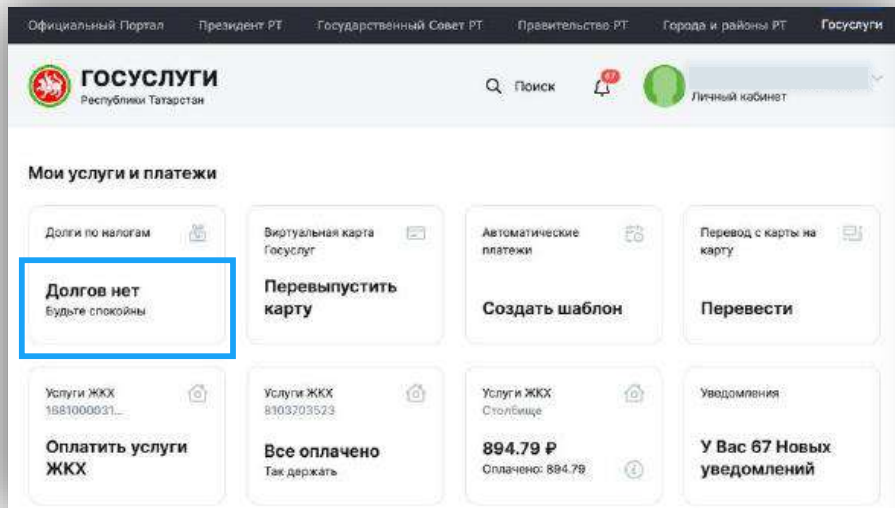 Официальный Портал Президент РТ Государственный Совет РТ Правительство РТ Города и районы РТ Госуслуги
ГОСУСЛУГИ
Республики Татарстан
Поиск
67
Личный кабинет
Мои услуги и платежи
Долги по налогам
Долгов нет
Будьте спокойны
Виртуальная карта
Госуслуг
Перевыпустить
карту
Автоматические
платежи
Создать шаблон
Перевод с карты на
карту
Перевести
Услуги ЖКХ
1681000031...
Оплатить услуги
ЖКХ
Услуги ЖКХ
8103703523
Все оплачено
Так держать
Услуги ЖКХ
Столбище
894.79 ₽
Оплачено: 894.79
Уведомления
У Вас 67 Новых
уведомлений